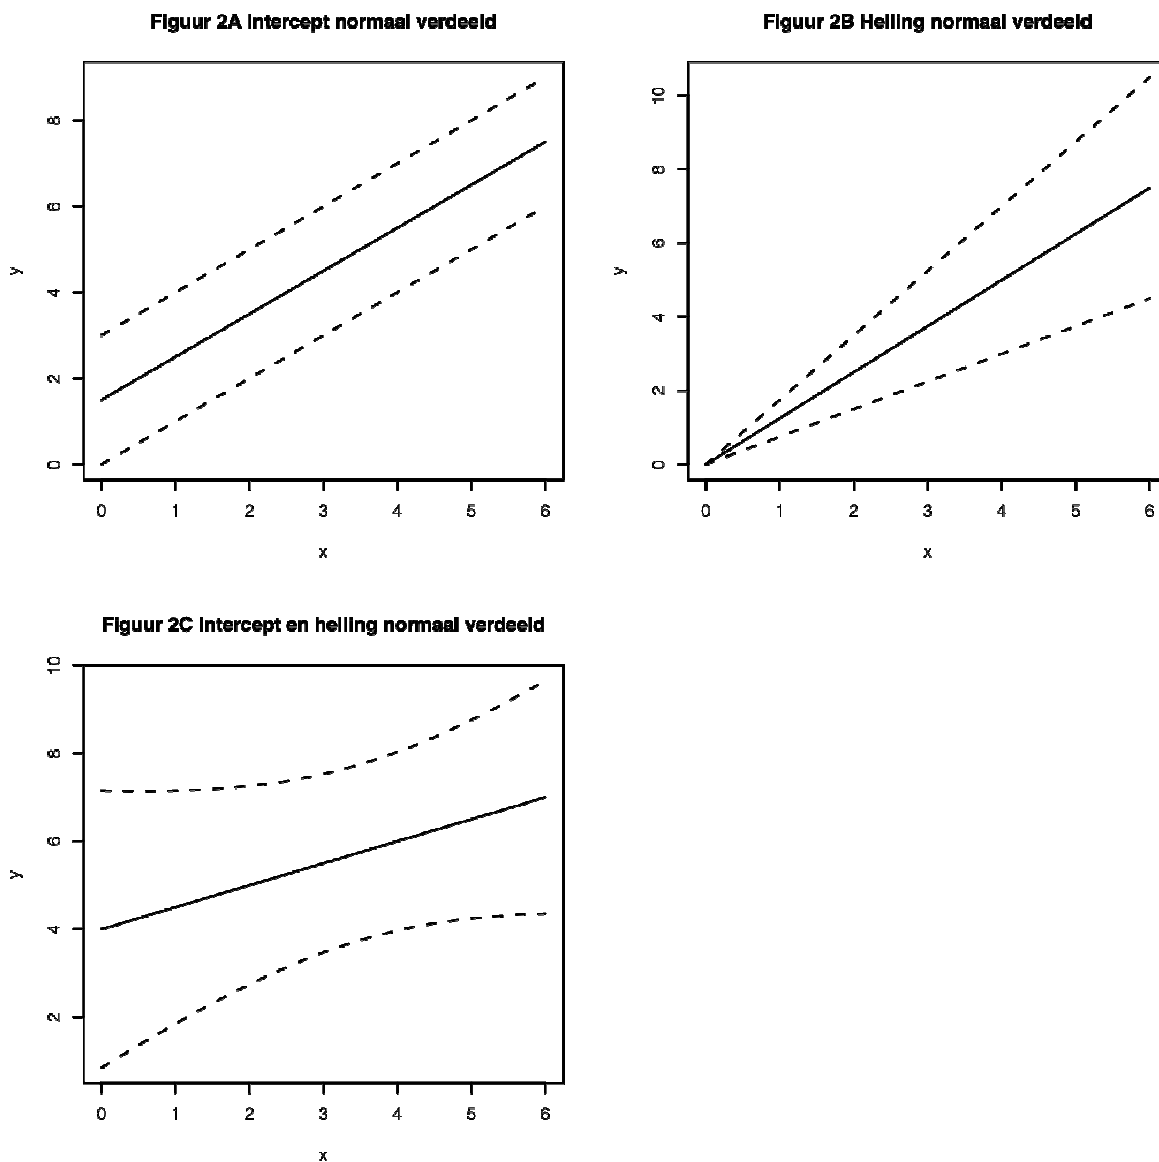 Figuur 2A Intercept normaal verdeeld
8
6
4
2
0
y
0 1 2 3 4 5 6
x
Figuur 2B Helling normaal verdeeld
10
8
6
4
2
0
y
0 1 2 3 4 5 6
x
Figuur 2C Intercept en helling normaal verdeeld
10
8
6
4
2
y
0 1 2 3 4 5 6
x